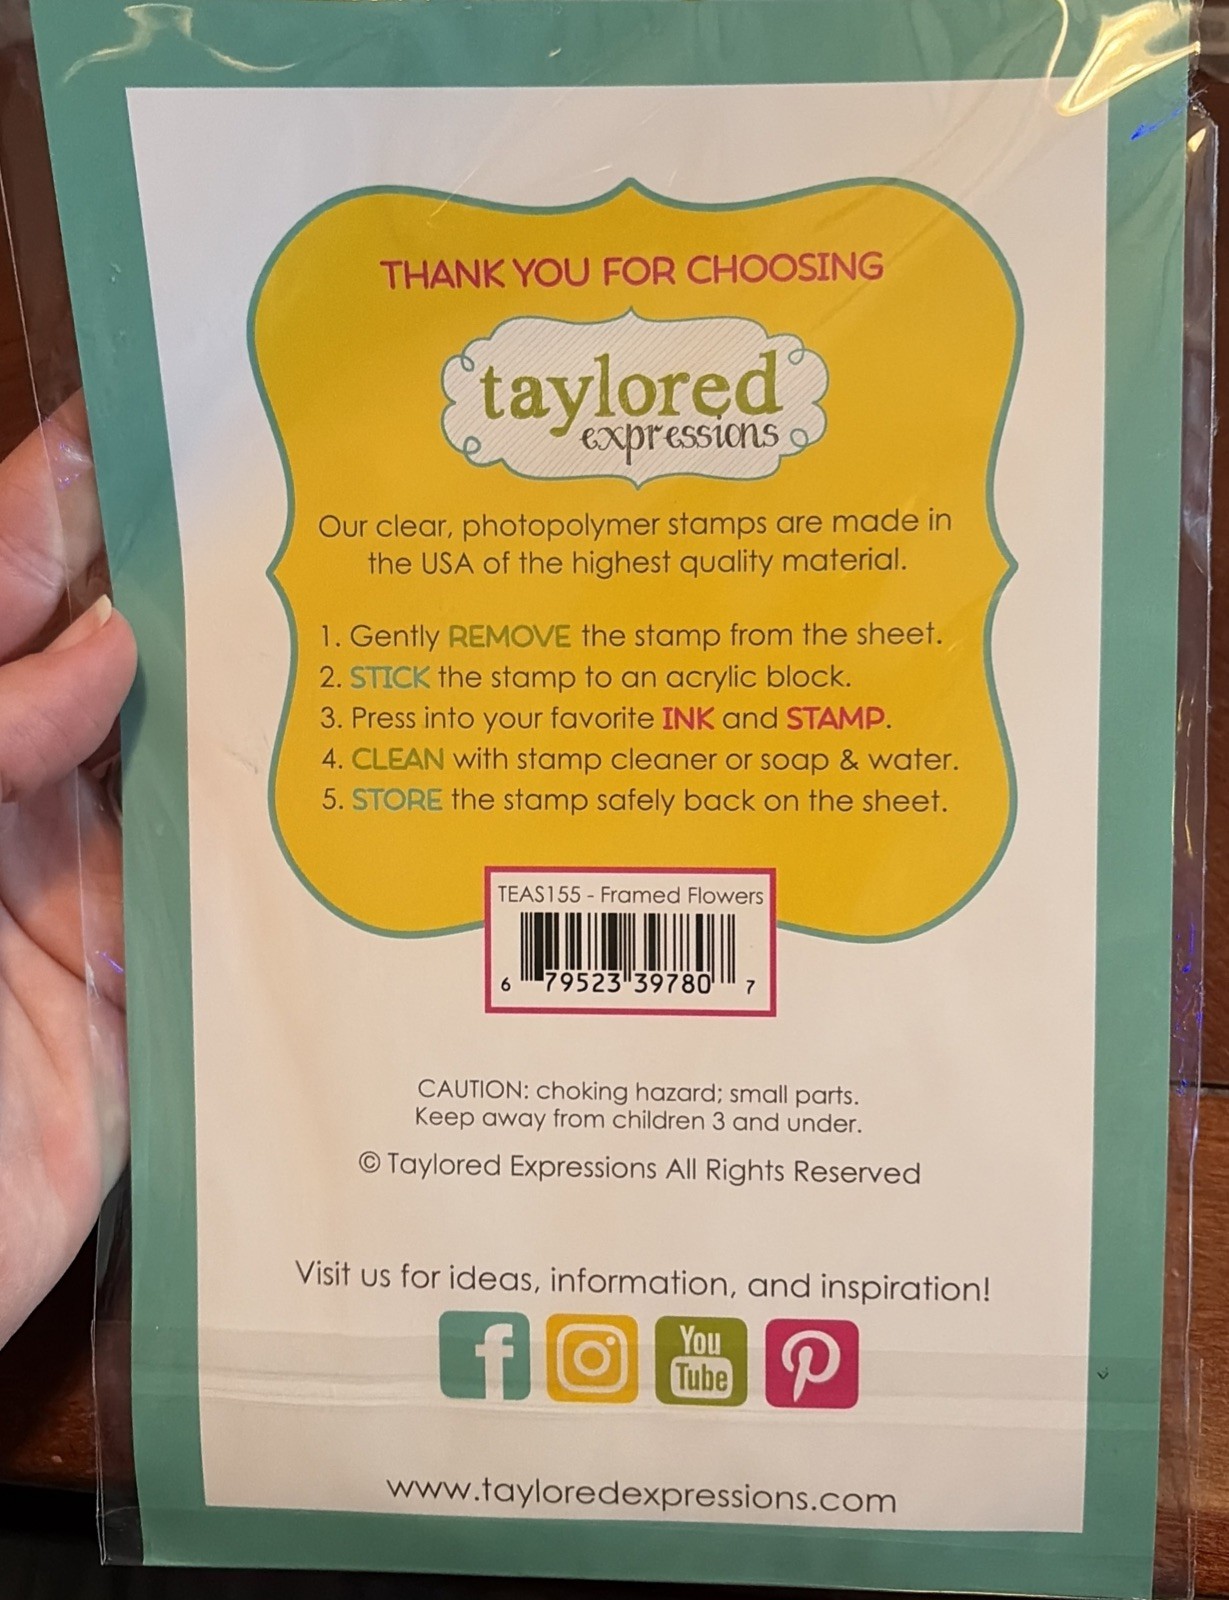 THANK YOU FOR CHOOSING
taylored
expressions
Our clear, photopolymer stamps are made in
the USA of the highest quality material.
1. Gently REMOVE the stamp from the sheet.
2. STICK the stamp to an acrylic block.
3. Press into your favorite INK and STAMP.
4. CLEAN with stamp cleaner or soap & water.
5. STORE the stamp safely back on the sheet.
TEAS155 - Framed Flowers
6 79523 39780 7
CAUTION: choking hazard; small parts.
Keep away from children 3 and under.
© Taylored Expressions All Rights Reserved
Visit us for ideas, information, and inspiration!
f
You
Tube
www.tayloredexpressions.com